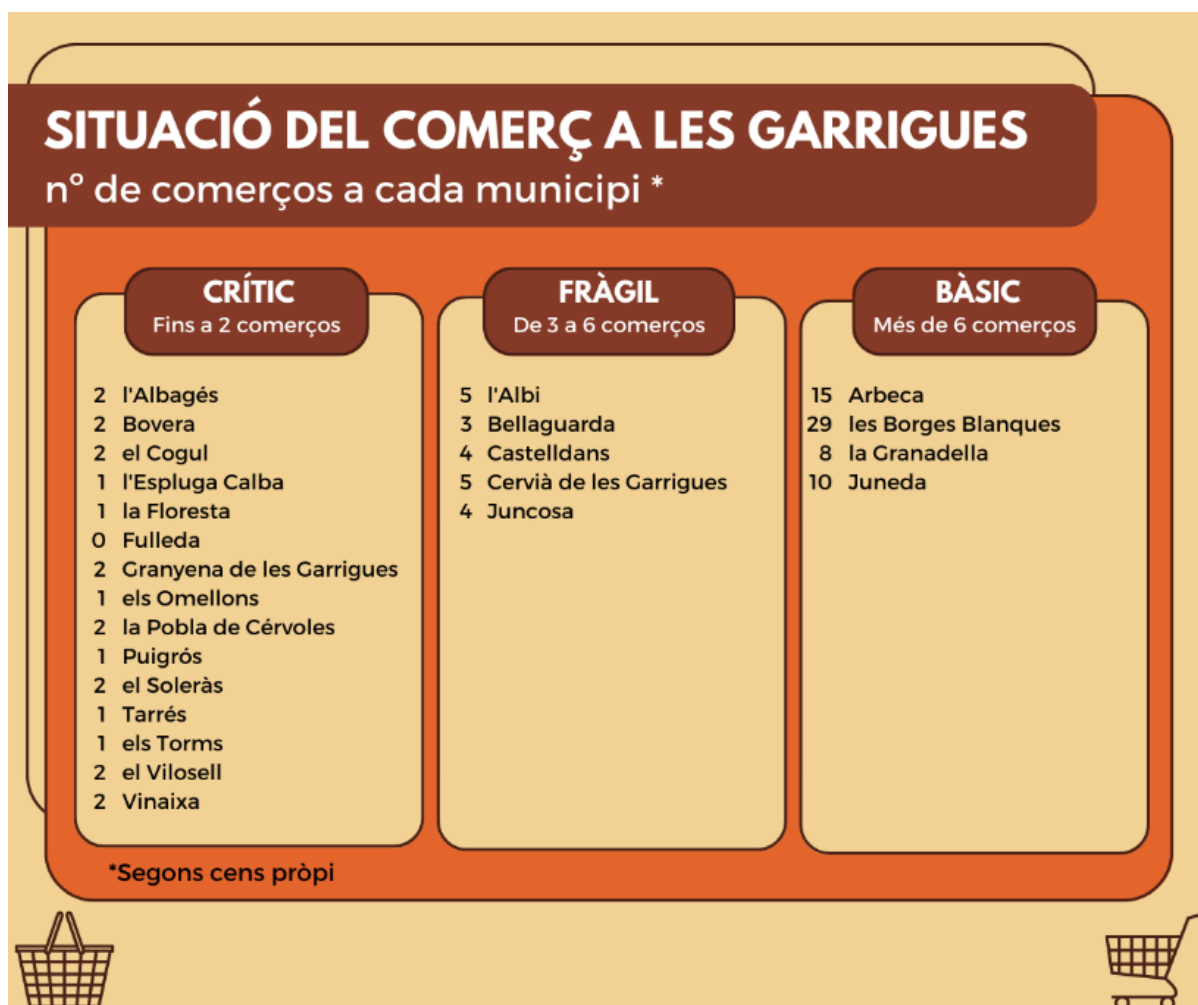 SITUACIÓ DEL COMERÇ A LES GARRIGUES
nº de comerços a cada municipi *
CRÍTIC
Fins a 2 comerços
2 l'Albagés
2 Bovera
2 el Cogul
1 l'Espluga Calba
1 la Floresta
0 Fulleda
2 Granyena de les Garrigues
1 els Omellons
2 la Pobla de Cérvoles
1 Puigrós
2 el Soleràs
1 Tarrés
1 els Torms
2 el Vilosell
2 Vinaixa
FRÀGIL
De 3 a 6 comerços
5 l'Albi
3 Bellaguarda
4 Castelldans
5 Cervià de les Garrigues
4 Juncosa
BÀSIC
Més de 6 comerços
15 Arbeca
29 les Borges Blanques
8 la Granadella
10 Juneda
*Segons cens pròpi